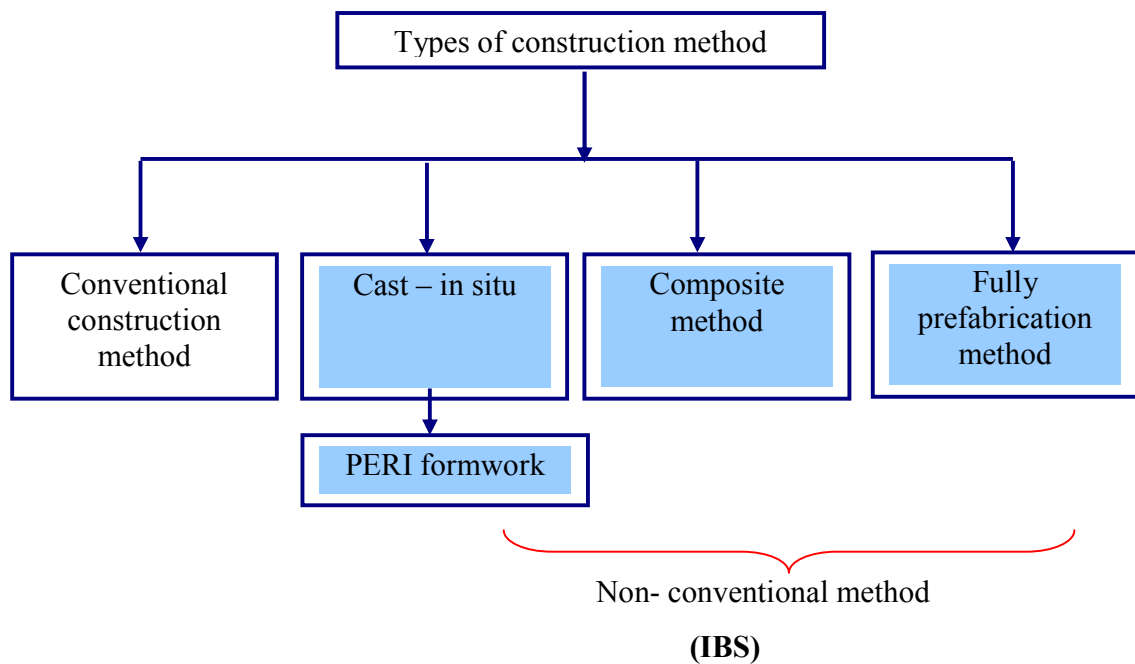 Types of construction method
Conventional
construction
method
Cast – in situ
Composite
method
Fully
prefabrication
method
PERI formwork
Non- conventional method
(IBS)